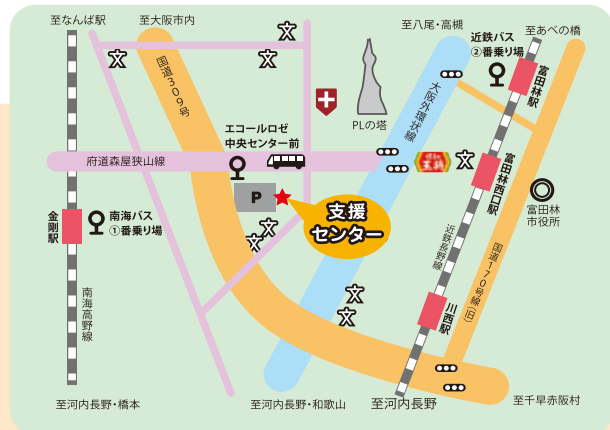 至なんば駅
至大阪市内
至八尾・高槻
至あべの橋
近鉄バス
②番乗り場
国道309号
大阪外環状線
富田林駅
PLの塔
エコールロゼ
中央センター前
府道森屋狭山線
富田林西口駅
P
支援
センター
富田林
市役所
金剛駅
南海バス
①番乗り場
近鉄長野線
国道170号線(旧)
川西駅
南海高野線
至河内長野・橋本
至河内長野・和歌山
至河内長野
至千早赤阪村